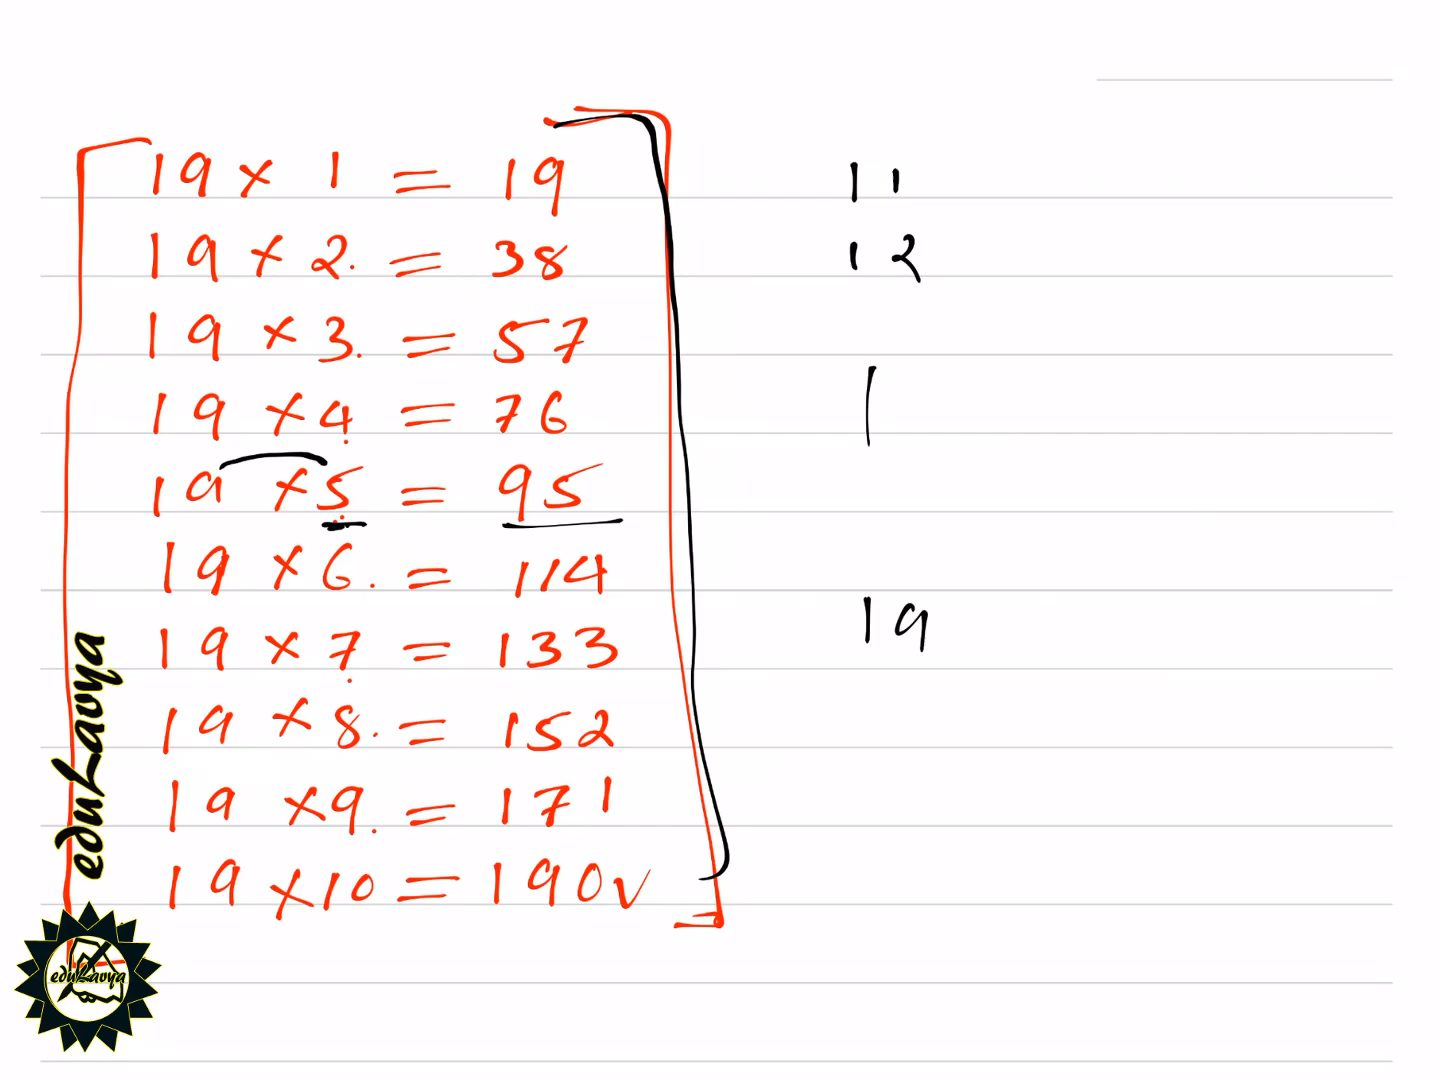 19 × 1 = 19
19 × 2. = 38
19 × 3. = 57
19 × 4 = 76
19 × 5 = 95
19 × 6. = 114
19 × 7 = 133
19 × 8. = 152
19 × 9. = 171
19 × 10 = 190
11
12
1
19
eduLavya
eduLavya